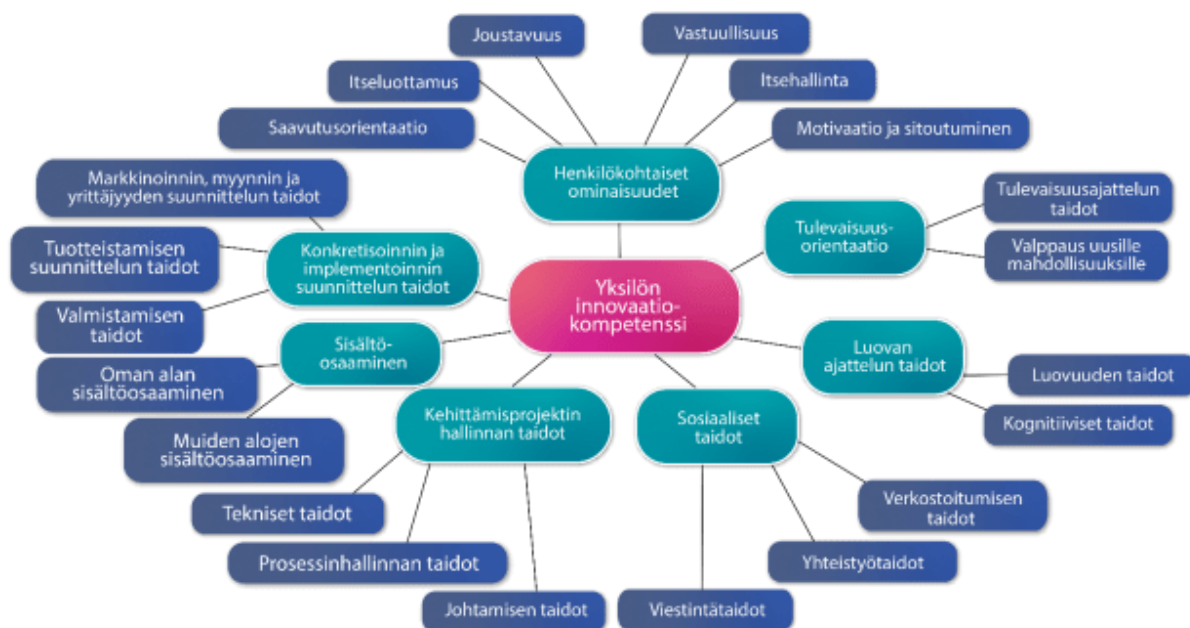 Joustavuus
Vastuullisuus
Itseluottamus
Itsehallinta
Saavutusorientaatio
Motivaatio ja sitoutuminen
Henkilökohtaiset
ominaisuudet
Markkinoinnin, myynnin ja
yrittäjyyden suunnittelun taidot
Tulevaisuusajattelun
taidot
Tulevaisuus-
orientaatio
Valppaus uusille
mahdollisuuksille
Tuotteistamisen
suunnittelun taidot
Konkretisoinnin ja
implementoinnin
suunnittelun taidot
Yksilön
innovaatio-
kompetenssi
Valmistamisen
taidot
Sisältö-
osaaminen
Luovan
ajattelun taidot
Oman alan
sisältöosaaminen
Luovuuden taidot
Kehittämisprojektin
hallinnan taidot
Sosiaaliset
taidot
Kognitiiviset taidot
Muiden alojen
sisältöosaaminen
Tekniset taidot
Verkostoitumisen
taidot
Prosessinhallinnan taidot
Yhteistyötaidot
Johtamisen taidot
Viestintätaidot